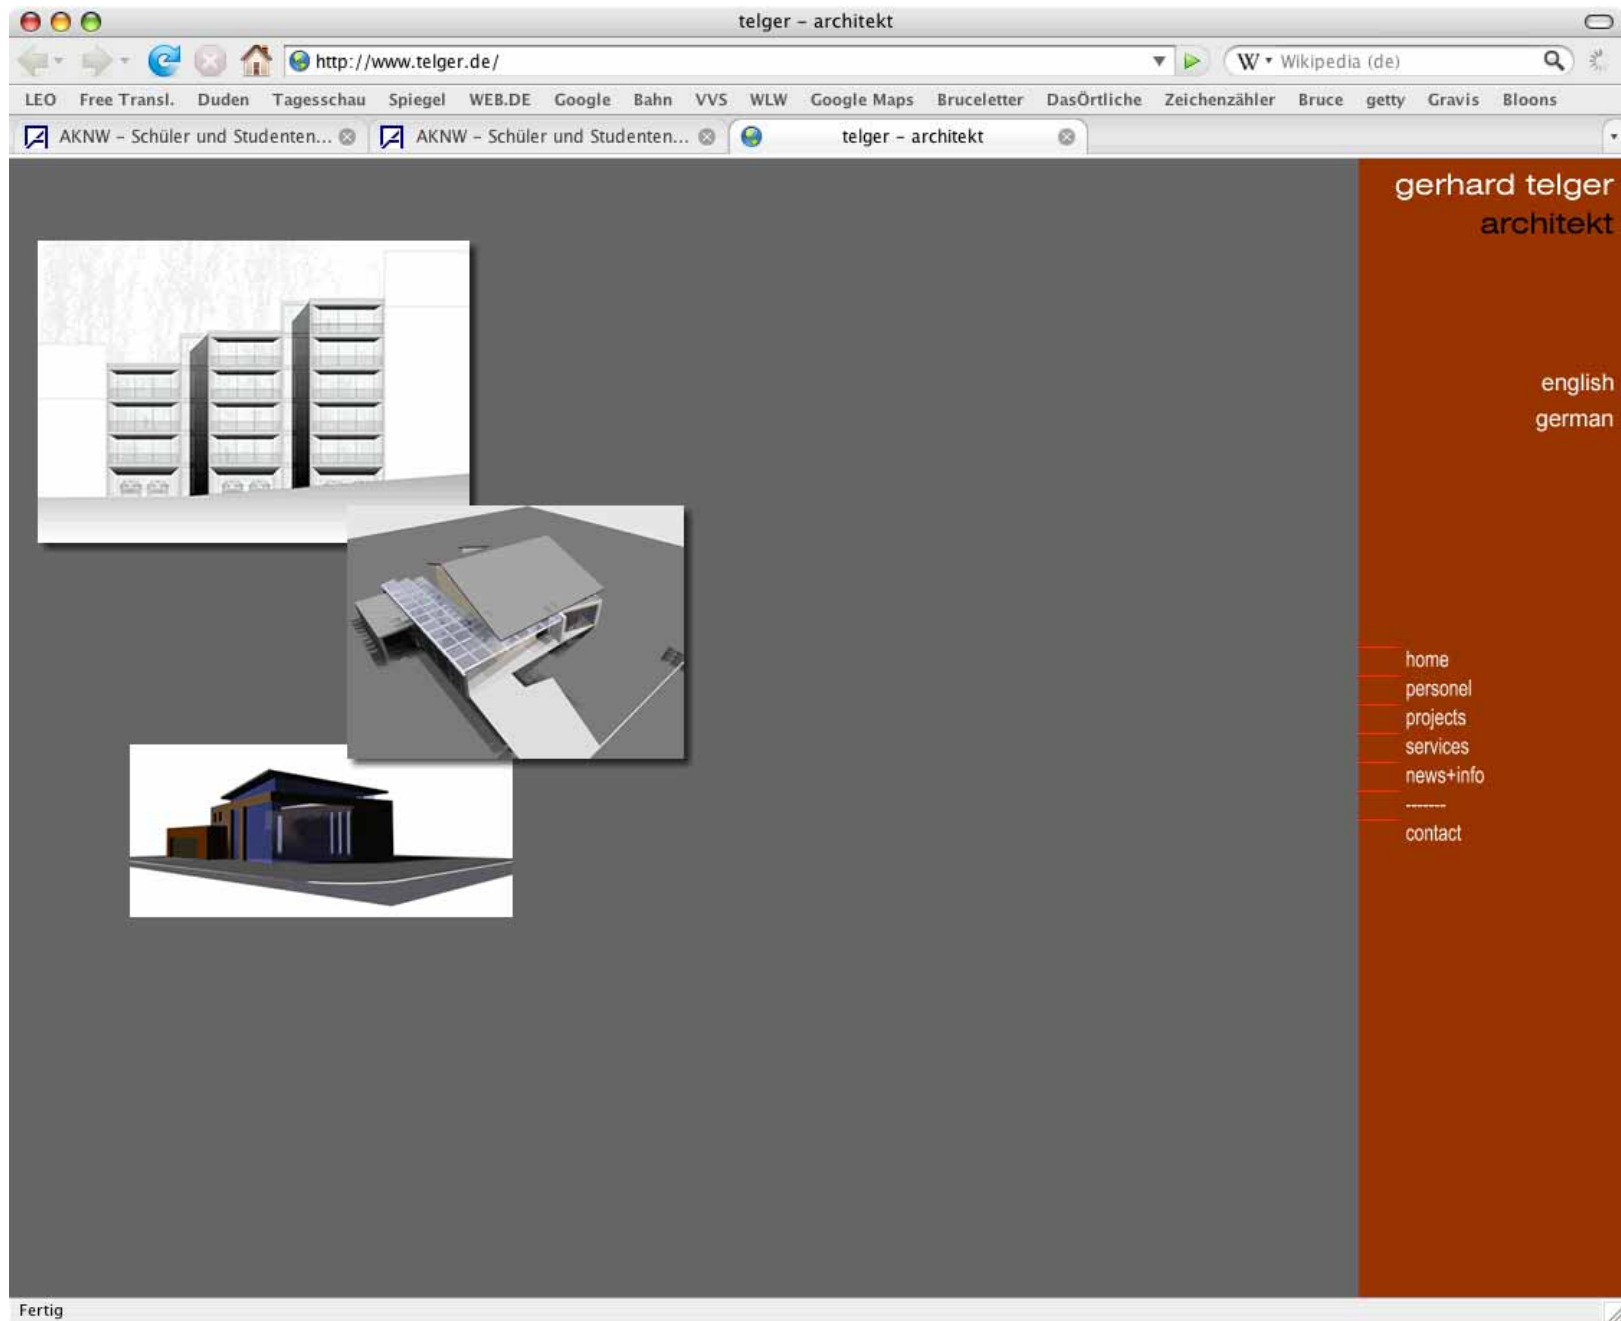 telger – architekt
http://www.telger.de/
W Wikipedia (de)
LEO Free Transl. Duden Tagesschau Spiegel WEB.DE Google Bahn VVS WLW Google Maps Bruceletter DasÖrtliche Zeichenzähler Bruce getty Gravis Bloons
AKNW – Schüler und Studenten... AKNW – Schüler und Studenten... telger – architekt
gerhard telger
architekt
english
german
home
personel
projects
services
news+info
-------
contact
Fertig